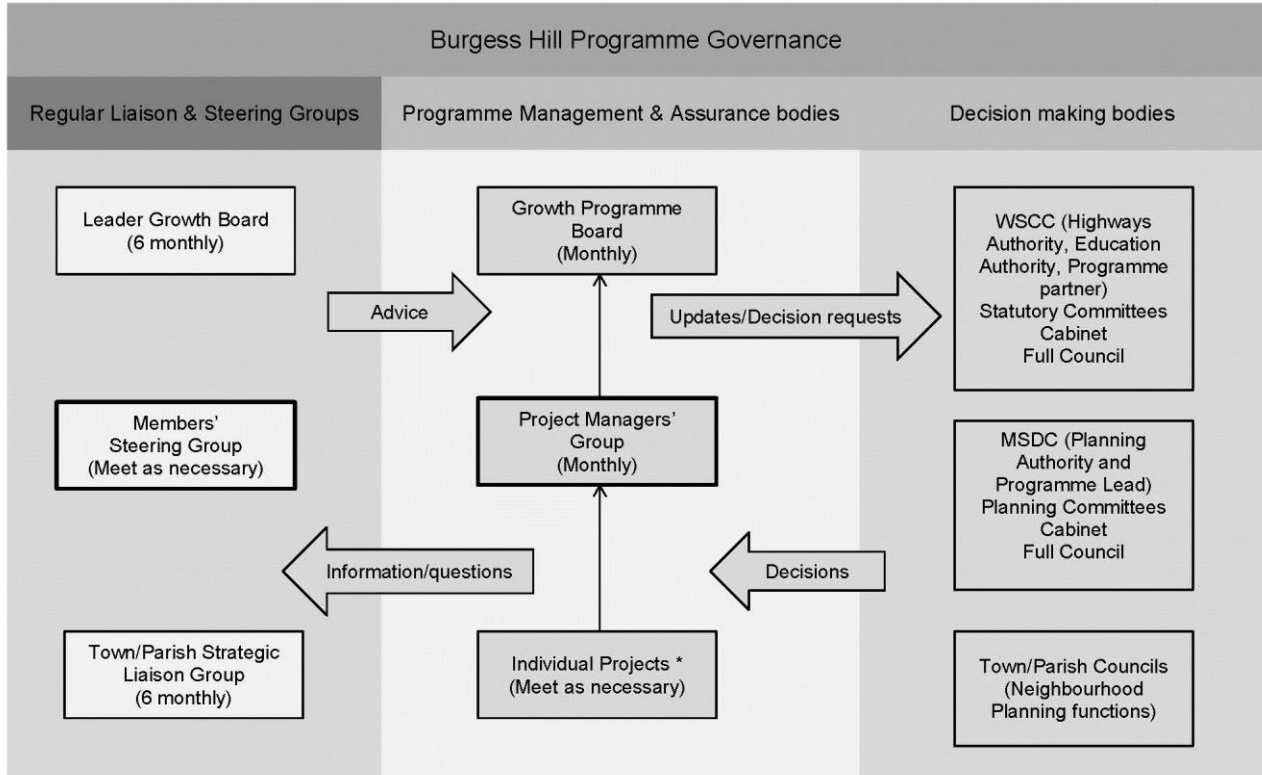 Burgess Hill Programme Governance
Regular Liaison & Steering Groups
Programme Management & Assurance bodies
Decision making bodies
Leader Growth Board
(6 monthly)
Growth Programme
Board
(Monthly)
WSCC (Highways
Authority, Education
Authority, Programme
partner)
Statutory Committees
Cabinet
Full Council
Advice
Updates/Decision requests
Members'
Steering Group
(Meet as necessary)
Project Managers'
Group
(Monthly)
MSDC (Planning
Authority and
Programme Lead)
Planning Committees
Cabinet
Full Council
Information/questions
Decisions
Town/Parish Strategic
Liaison Group
(6 monthly)
Individual Projects *
(Meet as necessary)
Town/Parish Councils
(Neighbourhood
Planning functions)